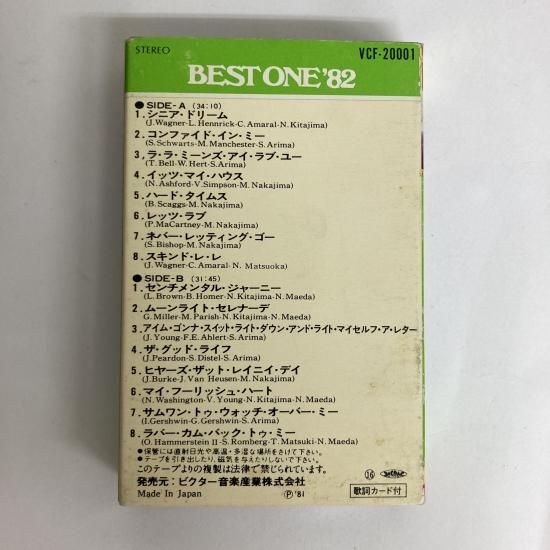 STEREO
VCF-20001
BEST ONE '82
●SIDE-A (34:10)
1.シニア・ドリーム
(J.Wagner-L.Hennrick-C.Amaral-N.Kitajima)
2.コンファイド・イン・ミー
(S.Schwarts-M.Manchester-S.Arima)
3.ラ・ラ・ミーンズ・アイ・ラブ・ユー
(T.Bell-W.Hert-S.Arima)
4.イッツ・マイ・ハウス
(N.Ashford-V.Simpson-M.Nakajima)
5.ハード・タイムス
(B.Scaggs-M.Nakajima)
6.レッツ・ラブ
(P.MaCartney-M.Nakajima)
7.ネバー・レッティング・ゴー
(S.Bishop-M.Nakajima)
8.スキンド・レ・レ
(J.Wagner-C.Amaral-N.Matsuoka)
●SIDE-B (31:45)
1.センチメンタル・ジャーニー
(L.Brown-B.Homer-N.Kitajima-N.Maeda)
2.ムーンライト・セレナーデ
G.Miller-M.Parish-N.Kitajima-N.Maeda)
3.アイム・ゴンナ・スイット・ライト・ダウン・アンド・ライト・マイセルフ・ア・レター
(J.Young-F.E.Ahlert-S.Arima)
4.ザ・グッド・ライフ
(J.Peardon-S.Distel-S.Arima)
5.ヒヤーズ・ザット・レイニイ・デイ
(J.Burke-J.Van Heusen-M.Nakajima)
6.マイ・フーリッシュ・ハート
(N.Washington-V.Young-N.Kitajima-N.Maeda)
7.サムワン・トゥ・ウォッチ・オーバー・ミー
(I.Gershwin-G.Gershwin-S.Arima)
8.ラバー・カム・バック・トゥ・ミー
(O.Hammerstein II-S.Romberg-T.Matsuki-N.Maeda)
●保管には直射日光や高温・多湿な場所をさけて下さい。
●テープを引き出したり、磁気を与えたりしないで下さい。
このテープよりの複製は法律で禁じられています。
発売元:ビクター音楽産業株式会社
Made In Japan
Ⓟ'81
⑯
歌詞カード付